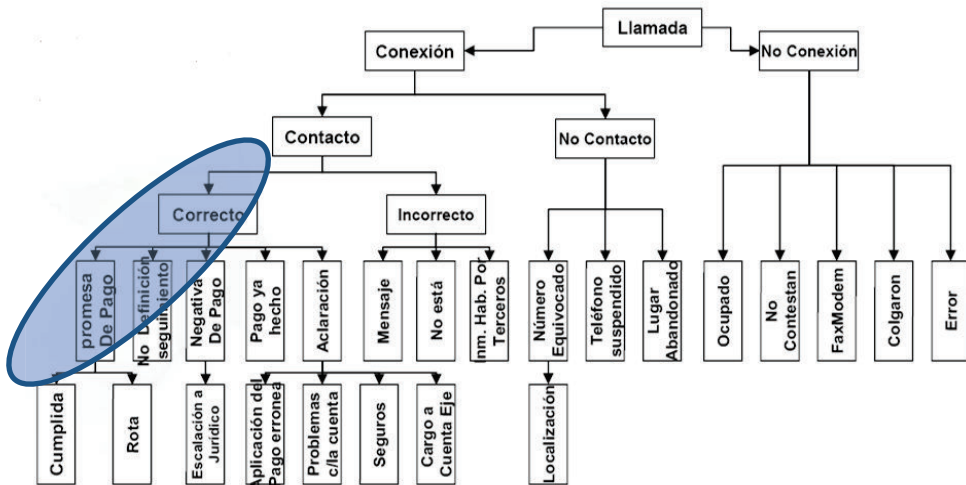 Llamada
Conexión
No Conexión
Contacto
No Contacto
Correcto
Incorrecto
promesa
De Pago
No Definición
seguimiento
Negativa
De Pago
Pago ya
hecho
Aclaración
Mensaje
No está
Inm. Hab. Por
Terceros
Número
Equivocado
Teléfono
suspendido
Lugar
Abandonado
Ocupado
No
Contestan
FaxModem
Colgaron
Error
Cumplida
Rota
Escalación a
Jurídico
Aplicación del
Pago erronea
Problemas
c/la cuenta
Seguros
Cargo a
Cuenta Eje
Localización